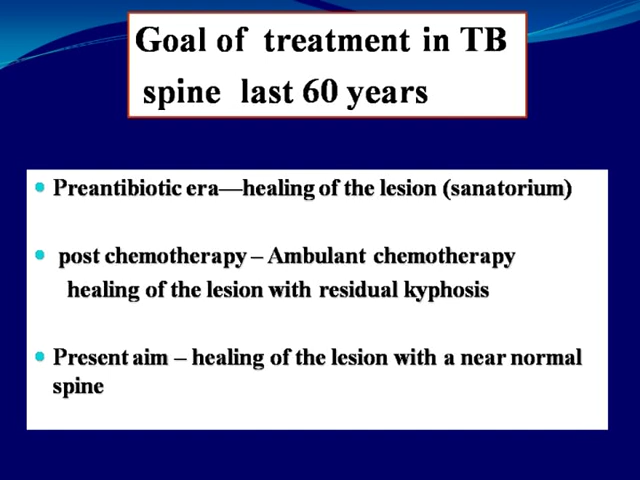 Goal of treatment in TB
spine last 60 years
• Preantibiotic era—healing of the lesion (sanatorium)
• post chemotherapy – Ambulant chemotherapy
healing of the lesion with residual kyphosis
• Present aim – healing of the lesion with a near normal
spine